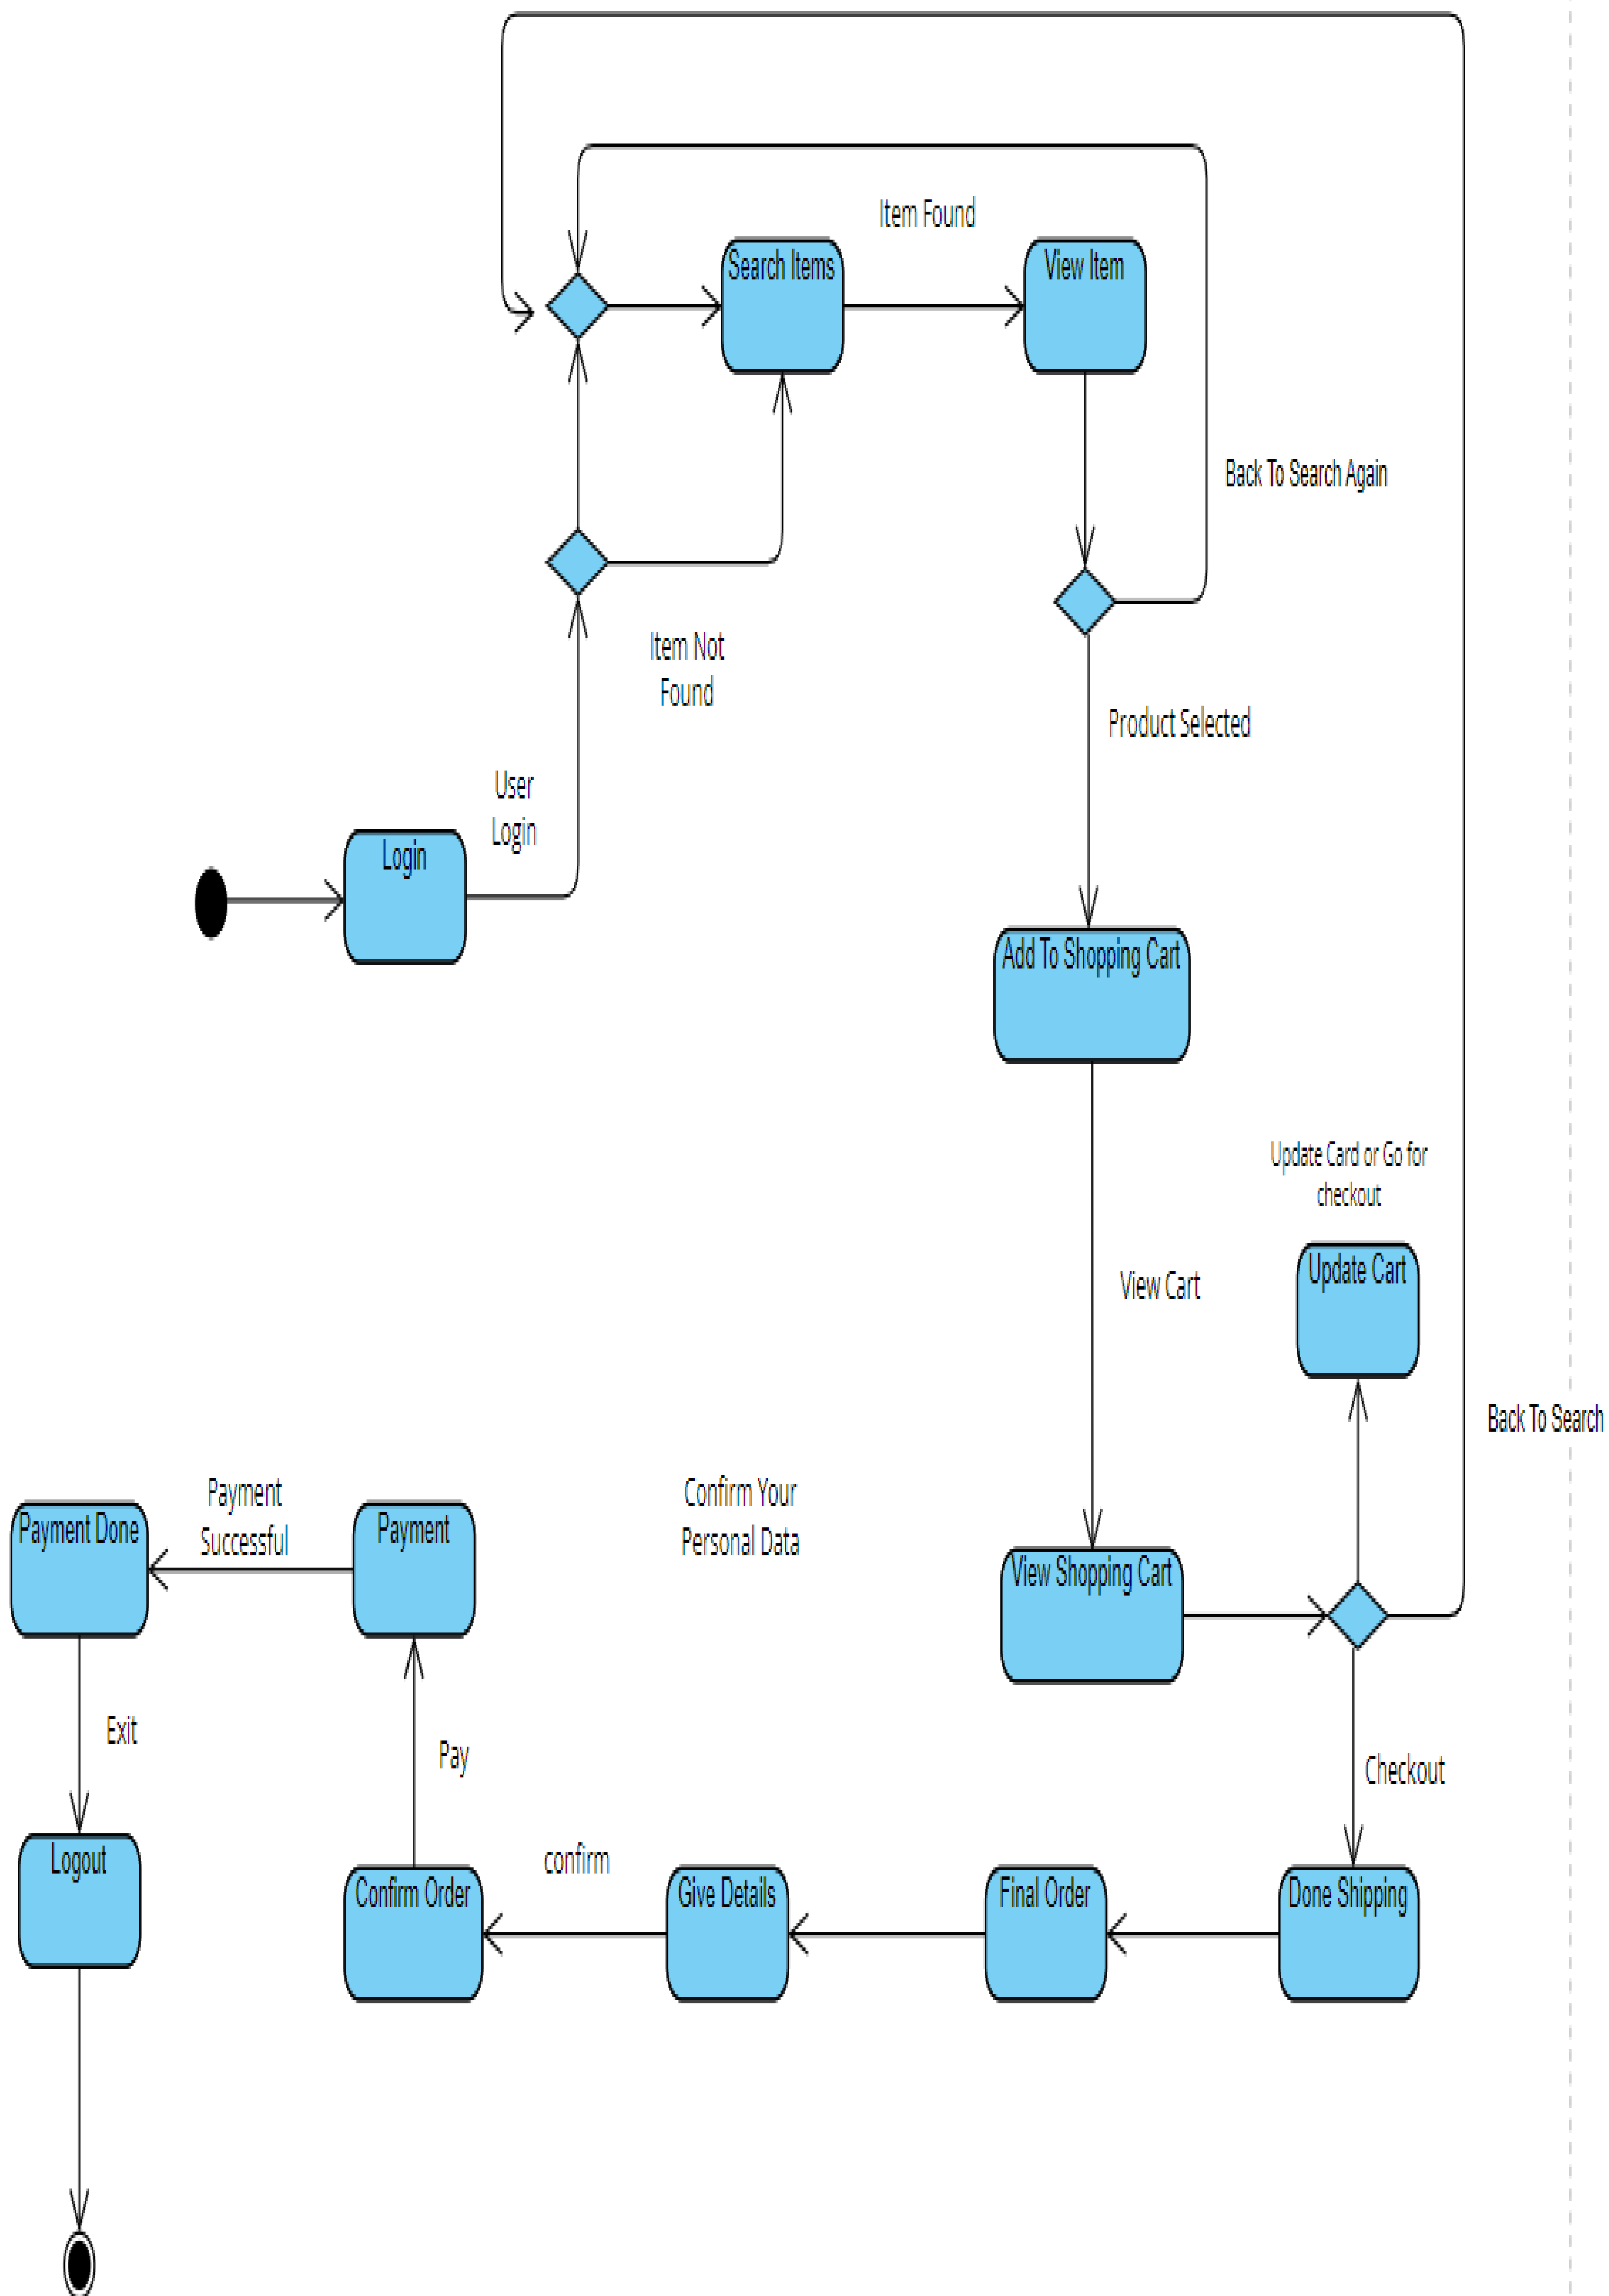 Item Found
Search Items
View Item
Back To Search Again
Item Not
Found
Product Selected
User
Login
Login
Add To Shopping Cart
Update Card or Go for
checkout
Update Cart
View Cart
Back To Search
Payment
Successful
Confirm Your
Personal Data
Payment Done
Payment
View Shopping Cart
Exit
Pay
Checkout
Logout
confirm
Confirm Order
Give Details
Final Order
Done Shipping